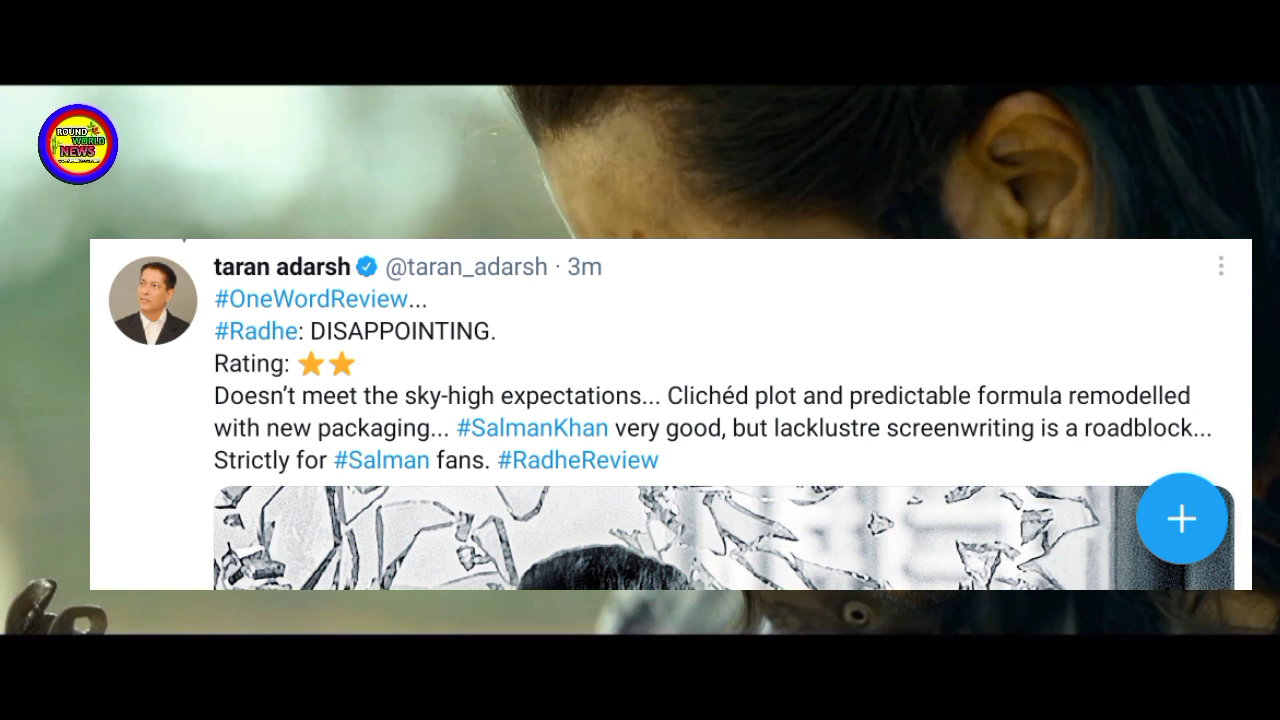 ROUND
WORLD
NEWS
taran adarsh @taran_adarsh · 3m
#OneWordReview...
#Radhe: DISAPPOINTING.
Rating: ⭐⭐
Doesn’t meet the sky-high expectations... Clichéd plot and predictable formula remodelled
with new packaging... #SalmanKhan very good, but lacklustre screenwriting is a roadblock...
Strictly for #Salman fans. #RadheReview